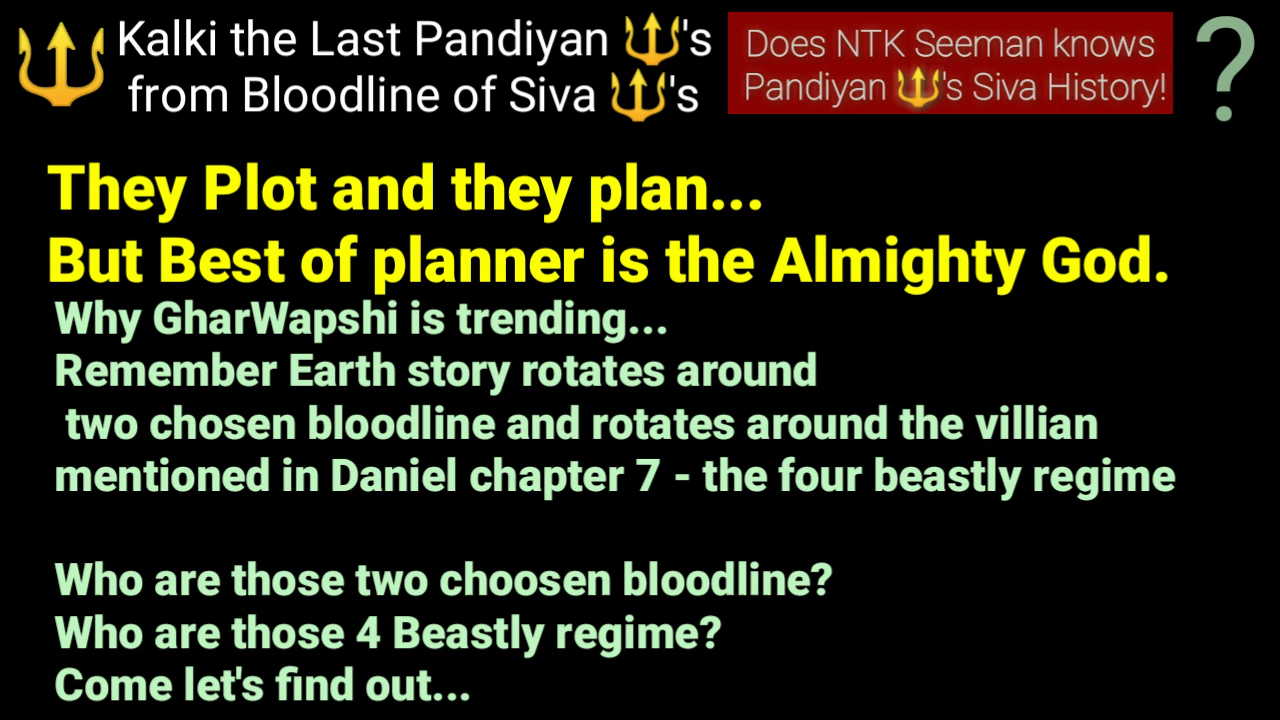 🔱 Kalki the Last Pandiyan 🔱's
from Bloodline of Siva 🔱's
Does NTK Seeman knows
Pandiyan 🔱's Siva History!
?
They Plot and they plan...
But Best of planner is the Almighty God.
Why GharWapshi is trending...
Remember Earth story rotates around
two chosen bloodline and rotates around the villian
mentioned in Daniel chapter 7 - the four beastly regime
Who are those two choosen bloodline?
Who are those 4 Beastly regime?
Come let's find out...